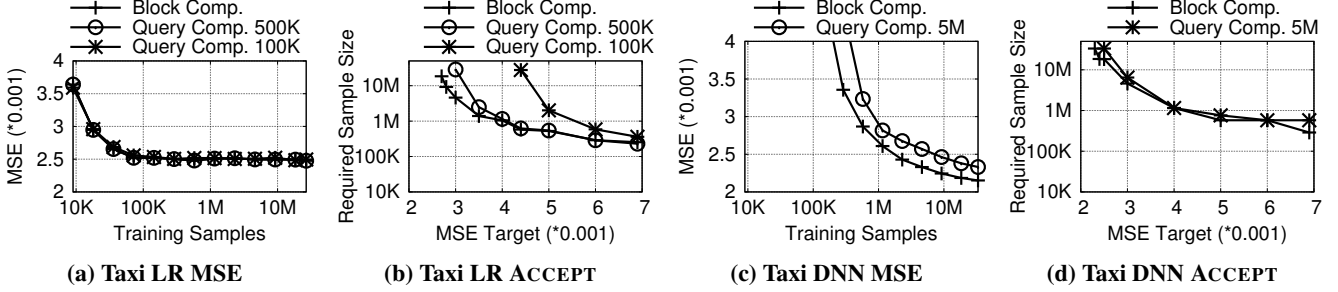 Block Comp.
Query Comp. 500K
Query Comp. 100K
MSE (*0.001)
4
3.5
3
2.5
2
10K 100K 1M 10M
Training Samples
(a) Taxi LR MSE
Block Comp.
Query Comp. 500K
Query Comp. 100K
Required Sample Size
10M
1M
100K
10K
2 3 4 5 6 7
MSE Target (*0.001)
(b) Taxi LR ACCEPT
Block Comp.
Query Comp. 5M
MSE (*0.001)
4
3.5
3
2.5
2
10K 100K 1M 10M
Training Samples
(c) Taxi DNN MSE
Block Comp.
Query Comp. 5M
Required Sample Size
10M
1M
100K
10K
2 3 4 5 6 7
MSE Target (*0.001)
(d) Taxi DNN ACCEPT